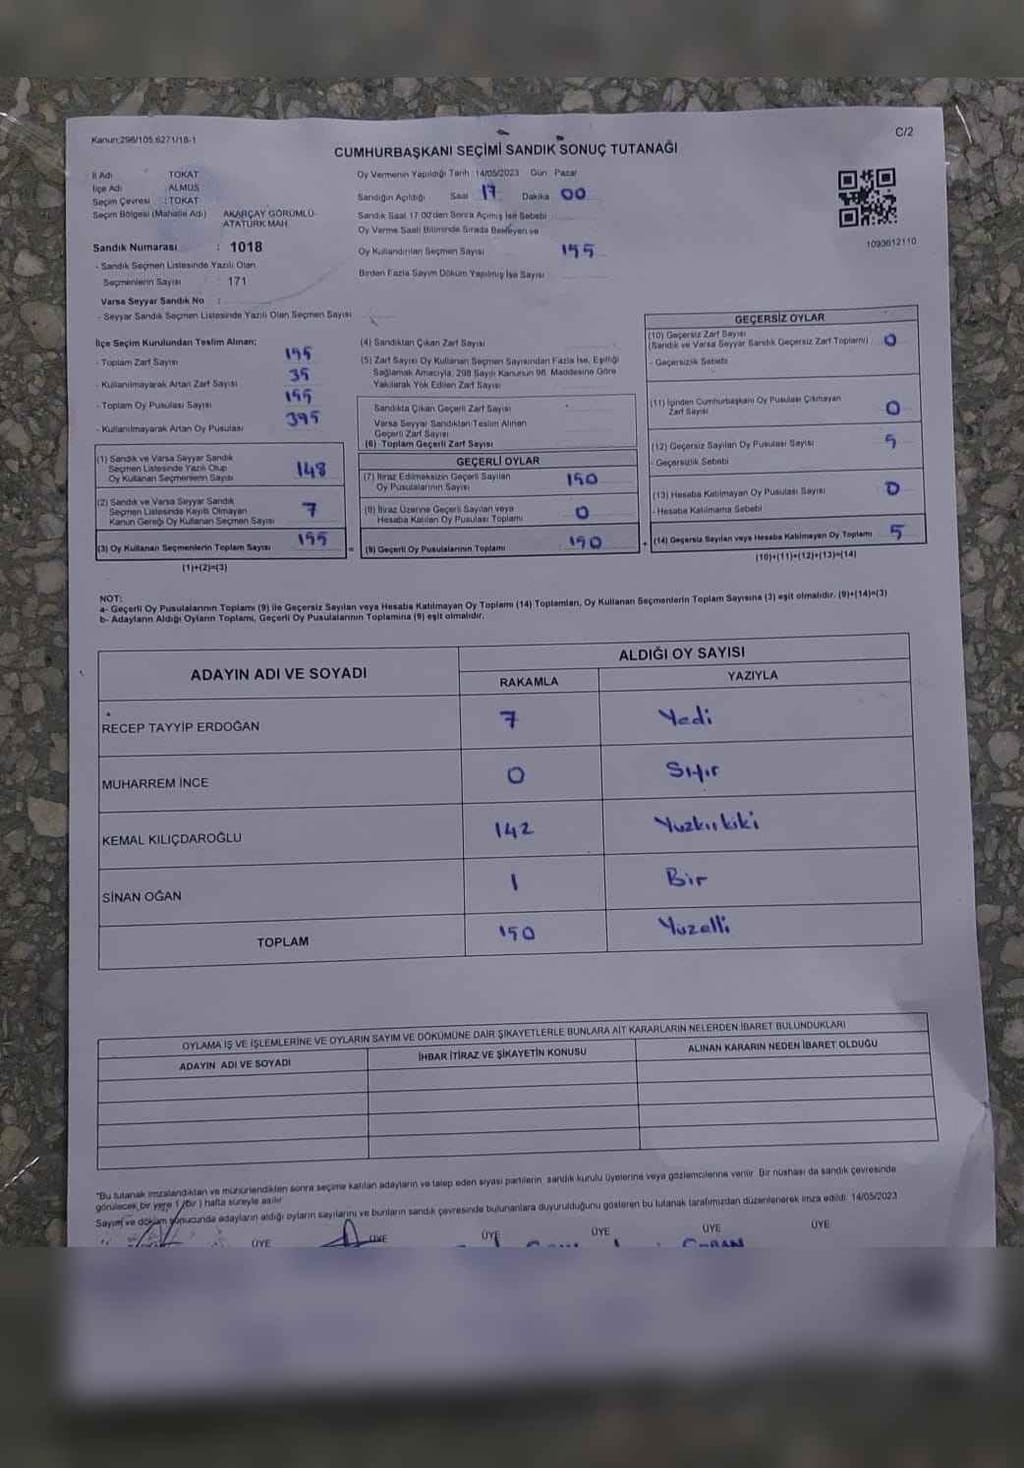 Kanun:298/105,6271/18-1
C/2
CUMHURBAŞKANI SEÇİMİ SANDIK SONUÇ TUTANAĞI
İl Adı TOKAT
İlçe Adı :ALMUS
Seçim Çevresi :TOKAT
Seçim Bölgesi (Mahalle Adı) AKARÇAY GÖRÜMLÜ-
ATATÜRK MAH.
Sandık Numarası : 1018
- Sandık Seçmen Listesinde Yazılı Olan
Seçmenlerin Sayısı : 171
Varsa Seyyar Sandık No :
- Seyyar Sandık Seçmen Listesinde Yazılı Olan Seçmen Sayısı
Oy Vermenin Yapıldığı Tarih :14/05/2023 Gün: Pazar
Sandığın Açıldığı Saat 17 Dakika 00
Sandık Saat 17.00'den Sonra Açılmış İse Sebebi
Oy Verme Saati Bitiminde Sırada Bekleyen ve
Oy Kullandırılan Seçmen Sayısı 155
Birden Fazla Sayım Döküm Yapılmış İse Sayısı
1093612110
İlçe Seçim Kurulundan Teslim Alınan;
- Toplam Zarf Sayısı 195
- Kullanılmayarak Artan Zarf Sayısı 35
- Toplam Oy Pusulası Sayısı
- Kullanılmayarak Artan Oy Pusulası 395
(1) Sandık ve Varsa Seyyar Sandık
Seçmen Listesinde Yazılı Olup
Oy Kullanan Seçmenlerin Sayısı 148
(2) Sandık ve Varsa Seyyar Sandık
Seçmen Listesinde Kayıtlı Olmayan
Kanun Gereği Oy Kullanan Seçmen Sayısı 7
(3) Oy Kullanan Seçmenlerin Toplam Sayısı 155
(1)+(2)=(3)
(4) Sandıktan Çıkan Zarf Sayısı
(5) Zarf Sayısı Oy Kullanan Seçmen Sayısından Fazla İse, Eşitliği
Sağlamak Amacıyla, 298 Sayılı Kanunun 98. Maddesine Göre
Yakılarak Yok Edilen Zarf Sayısı
Sandıkta Çıkan Geçerli Zarf Sayısı
Varsa Seyyar Sandıktan Teslim Alınan
Geçerli Zarf Sayısı
(6) Toplam Geçerli Zarf Sayısı
GEÇERLİ OYLAR
(7) İtiraz Edilmeksizin Geçerli Sayılan
Oy Pusulalarının Sayısı 150
(8) İtiraz Üzerine Geçerli Sayılan veya
Hesaba Katılan Oy Pusulası Toplamı 0
= (9) Geçerli Oy Pusulalarının Toplamı 150
GEÇERSİZ OYLAR
(10) Geçersiz Zarf Sayısı
(Sandık ve Varsa Seyyar Sandık Geçersiz Zarf Toplamı) 0
- Geçersizlik Sebebi
(11) İçinden Cumhurbaşkanı Oy Pusulası Çıkmayan
Zarf Sayısı 0
(12) Geçersiz Sayılan Oy Pusulası Sayısı 5
- Geçersizlik Sebebi
(13) Hesaba Katılmayan Oy Pusulası Sayısı 0
- Hesaba Katılmama Sebebi
+ (14) Geçersiz Sayılan veya Hesaba Katılmayan Oy Toplamı 5
(10)+(11)+(12)+(13)=(14)
NOT:
a- Geçerli Oy Pusulalarının Toplamı (9) ile Geçersiz Sayılan veya Hesaba Katılmayan Oy Toplamı (14) Toplamları, Oy Kullanan Seçmenlerin Toplam Sayısına (3) eşit olmalıdır. (9)+(14)=(3)
b- Adayların Aldığı Oyların Toplamı, Geçerli Oy Pusulalarının Toplamına (9) eşit olmalıdır.
ADAYIN ADI VE SOYADI
ALDIĞI OY SAYISI
RAKAMLA YAZIYLA
RECEP TAYYİP ERDOĞAN 7 Yedi
MUHARREM İNCE 0 Sıfır
KEMAL KILIÇDAROĞLU 142 Yuzkırkiki
SİNAN OĞAN 1 Bir
TOPLAM 150 Yüzelli
OYLAMA İŞ VE İŞLEMLERİNE VE OYLARIN SAYIM VE DÖKÜMÜNE DAİR ŞİKAYETLERLE BUNLARA AİT KARARLARIN NELERDEN İBARET BULUNDUKLARI
ADAYIN ADI VE SOYADI İHBAR İTİRAZ VE ŞİKAYETİN KONUSU ALINAN KARARIN NEDEN İBARET OLDUĞU
"Bu tutanak imzalandıktan ve mühürlendikten sonra seçime katılan adayların ve talep eden siyasi partilerin, sandık kurulu üyelerine veya gözlemcilerine verilir. Bir nüshası da sandık çevresinde
görülecek bir yere 1 (bir ) hafta süreyle asılır.
Sayım ve döküm sonucunda adayların aldığı oyların sayılarını ve bunların sandık çevresinde bulunanlara duyurulduğunu gösteren bu tutanak tarafımızdan düzenlenerek imza edildi. 14/05/2023
ÜYE ÜYE ÜYE ÜYE ÜYE ÜYE